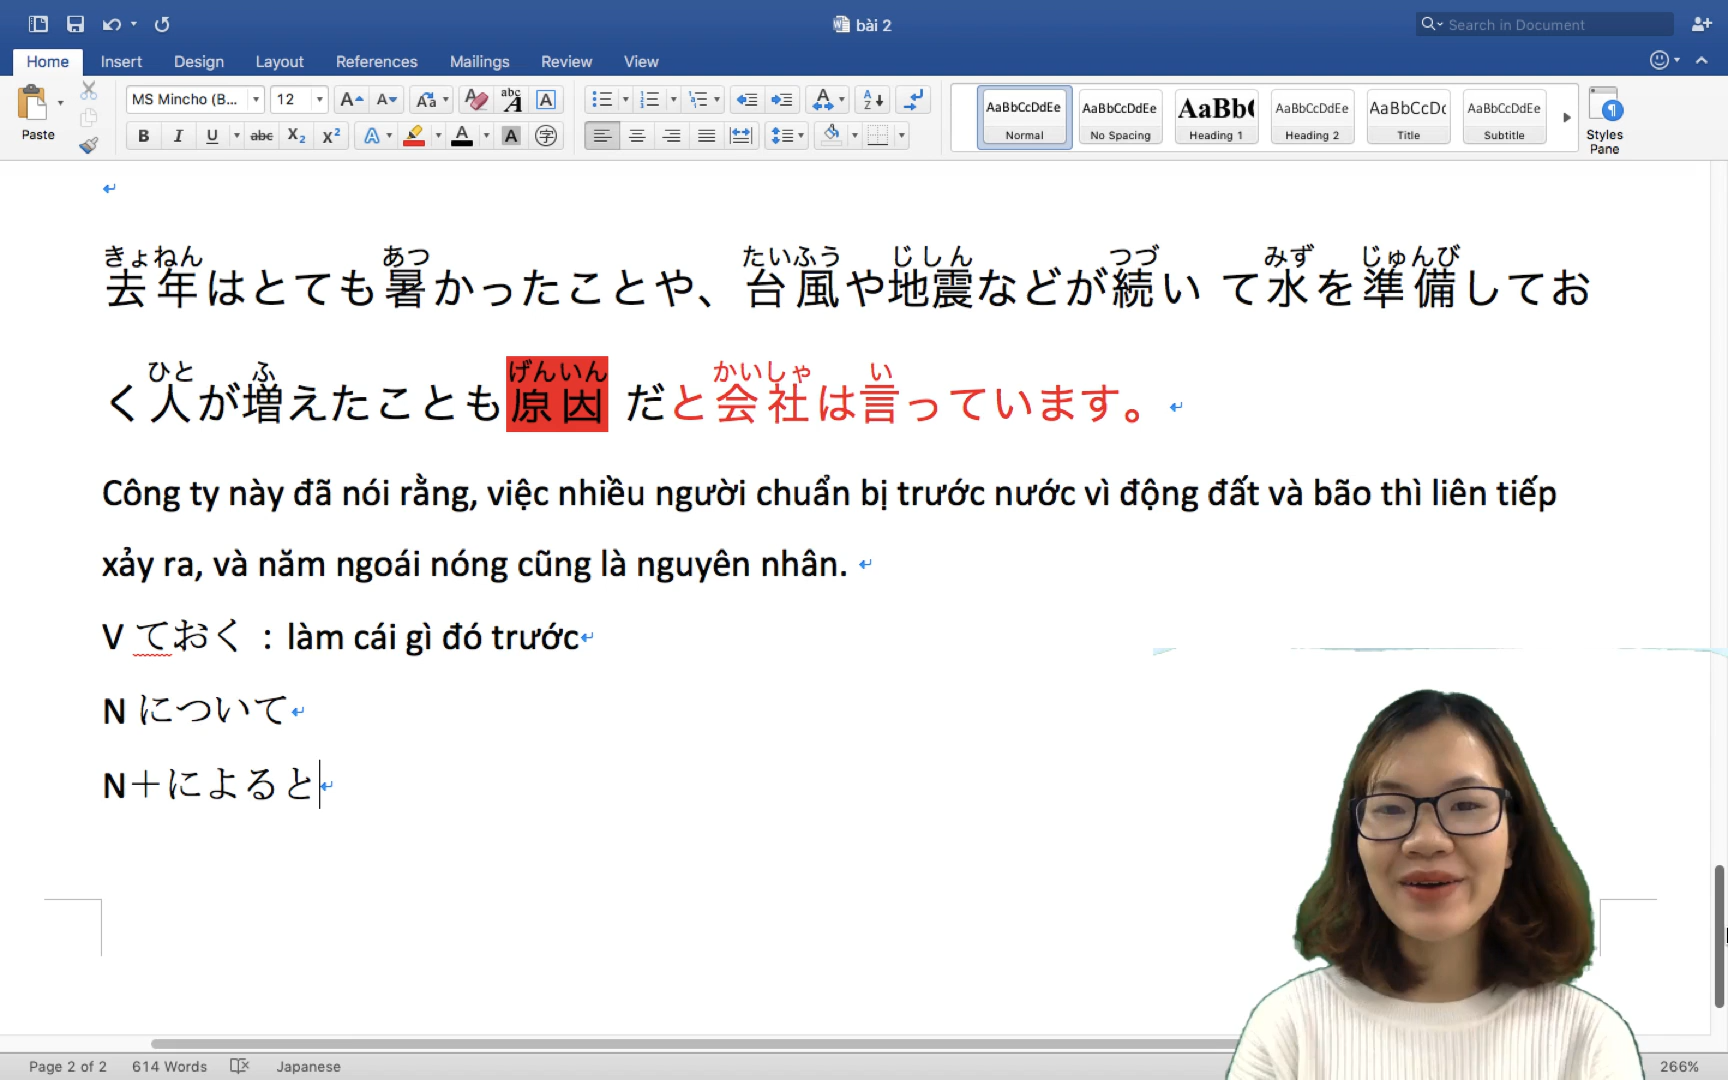 bài 2
Search in Document
Home Insert Design Layout References Mailings Review View
Paste
MS Mincho (B... 12
AaBbCcDdEe AaBbCcDdEe AaBb( AaBbCcDdEe AaBbCcDc AaBbCcDdEe
Normal No Spacing Heading 1 Heading 2 Title Subtitle
Styles Pane
きょねん あつ たいふう じしん つづ みず じゅんび
去年はとても暑かったことや、台風や地震などが続い て水を準備してお
ひと ふ げんいん かいしゃ い
く人が増えたことも原因 だと会社は言っています。
Công ty này đã nói rằng, việc nhiều người chuẩn bị trước nước vì động đất và bão thì liên tiếp
xảy ra, và năm ngoái nóng cũng là nguyên nhân.
V ておく：làm cái gì đó trước
N について
N＋によると
Page 2 of 2 614 Words Japanese 266%